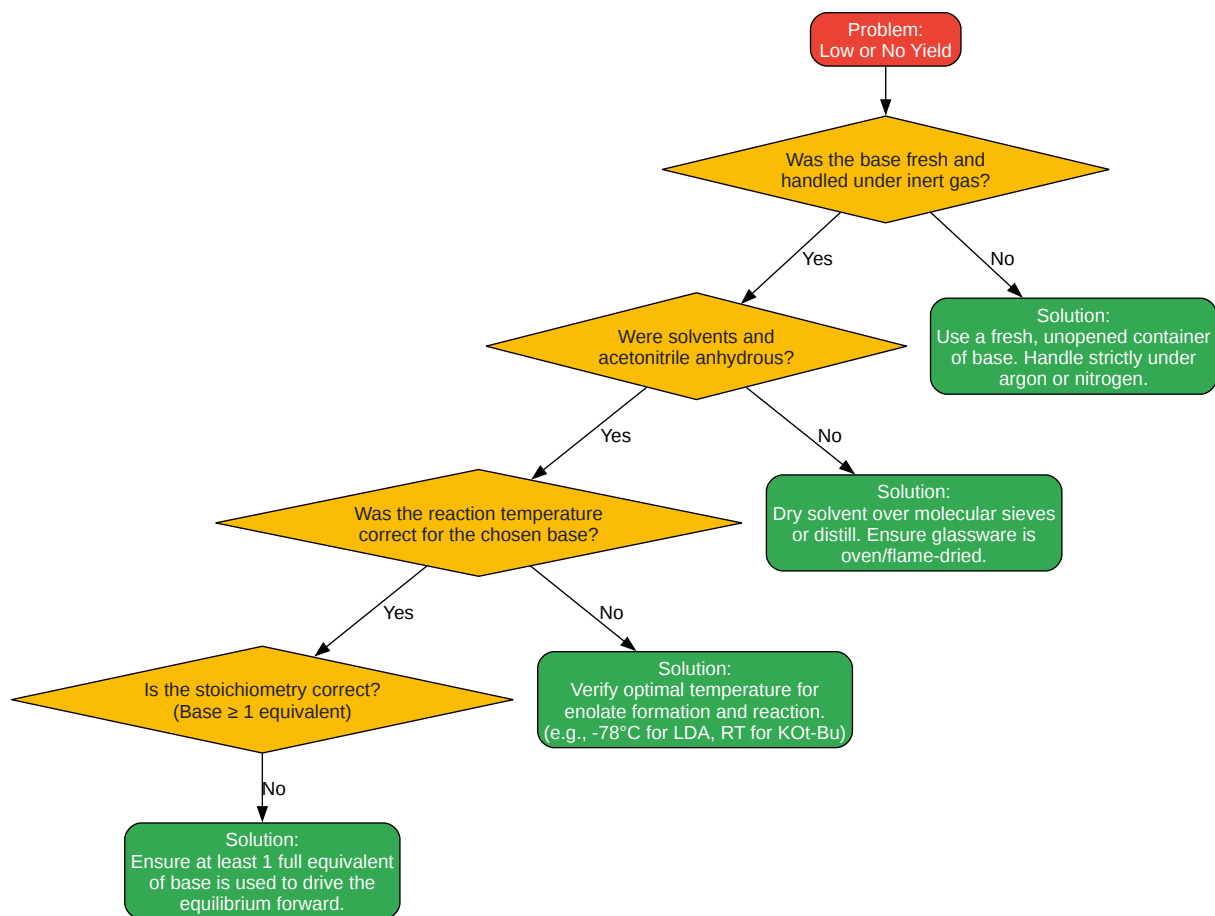 Problem:
Low or No Yield
Was the base fresh and
handled under inert gas?
Yes
No
Were solvents and
acetonitrile anhydrous?
Solution:
Use a fresh, unopened container
of base. Handle strictly under
argon or nitrogen.
Yes
No
Was the reaction temperature
correct for the chosen base?
Solution:
Dry solvent over molecular sieves
or distill. Ensure glassware is
oven/flame-dried.
Yes
No
Is the stoichiometry correct?
(Base ≥ 1 equivalent)
Solution:
Verify optimal temperature for
enolate formation and reaction.
(e.g., -78°C for LDA, RT for KOt-Bu)
No
Solution:
Ensure at least 1 full equivalent
of base is used to drive the
equilibrium forward.